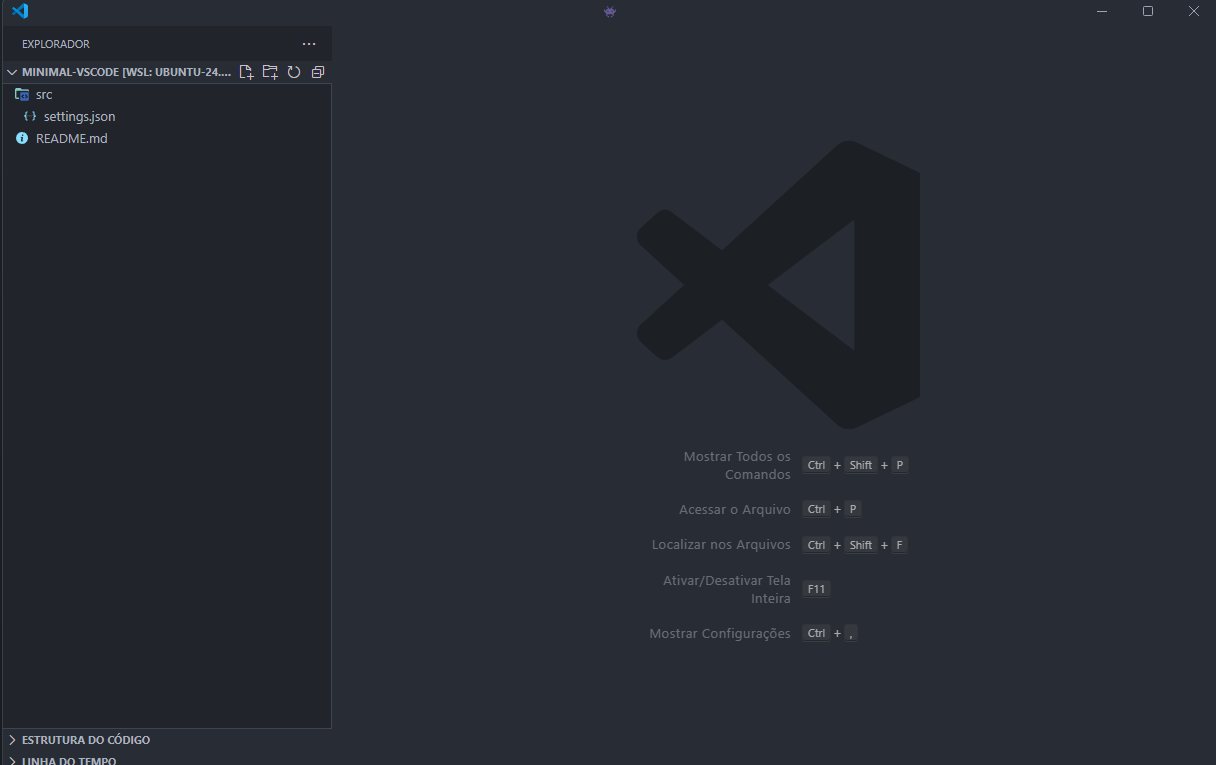 EXPLORADOR
MINIMAL-VSCODE [WSL: UBUNTU-24....
src
settings.json
README.md
Mostrar Todos os
Comandos
Ctrl + Shift + P
Acessar o Arquivo
Ctrl + P
Localizar nos Arquivos
Ctrl + Shift + F
Ativar/Desativar Tela
Inteira
F11
Mostrar Configurações
Ctrl + ,
ESTRUTURA DO CÓDIGO
LINHA DO TEMPO